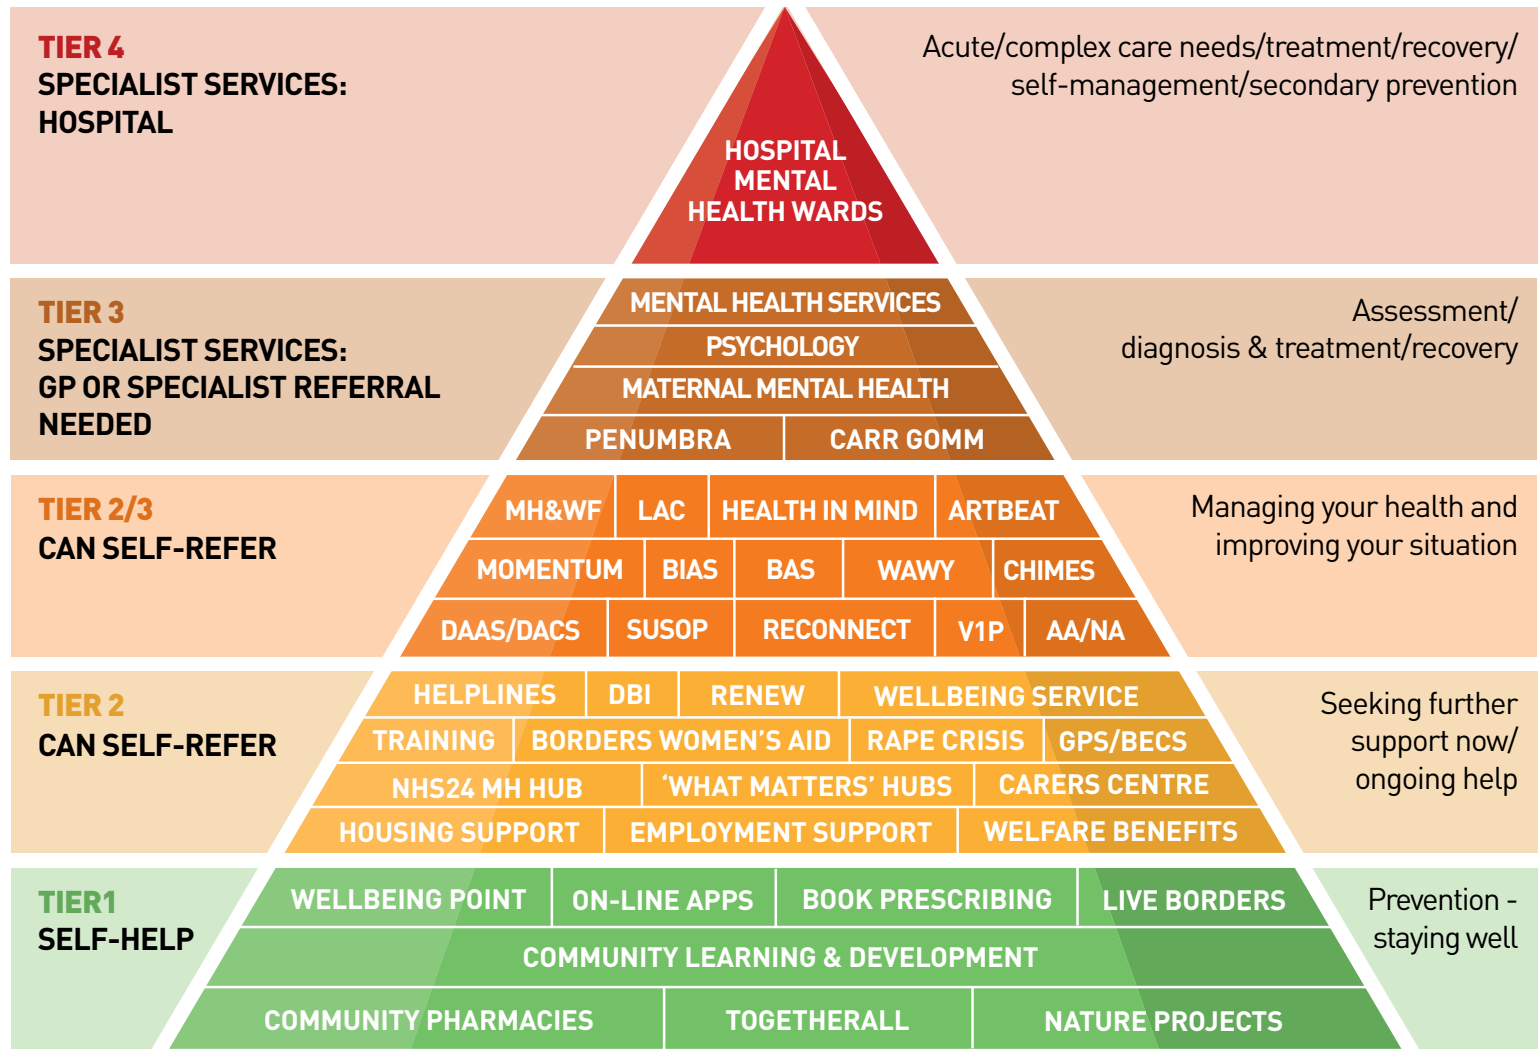 TIER 4
SPECIALIST SERVICES:
HOSPITAL
HOSPITAL
MENTAL
HEALTH WARDS
Acute/complex care needs/treatment/recovery/
self-management/secondary prevention
TIER 3
SPECIALIST SERVICES:
GP OR SPECIALIST REFERRAL
NEEDED
MENTAL HEALTH SERVICES
PSYCHOLOGY
MATERNAL MENTAL HEALTH
PENUMBRA CARR GOMM
Assessment/
diagnosis & treatment/recovery
TIER 2/3
CAN SELF-REFER
MH&WF LAC HEALTH IN MIND ARTBEAT
MOMENTUM BIAS BAS WAWY CHIMES
DAAS/DACS SUSOP RECONNECT V1P AA/NA
Managing your health and
improving your situation
TIER 2
CAN SELF-REFER
HELPLINES DBI RENEW WELLBEING SERVICE
TRAINING BORDERS WOMEN'S AID RAPE CRISIS GPS/BECS
NHS24 MH HUB ‘WHAT MATTERS’ HUBS CARERS CENTRE
HOUSING SUPPORT EMPLOYMENT SUPPORT WELFARE BENEFITS
Seeking further
support now/
ongoing help
TIER1
SELF-HELP
WELLBEING POINT ON-LINE APPS BOOK PRESCRIBING LIVE BORDERS
COMMUNITY LEARNING & DEVELOPMENT
COMMUNITY PHARMACIES TOGETHERALL NATURE PROJECTS
Prevention -
staying well